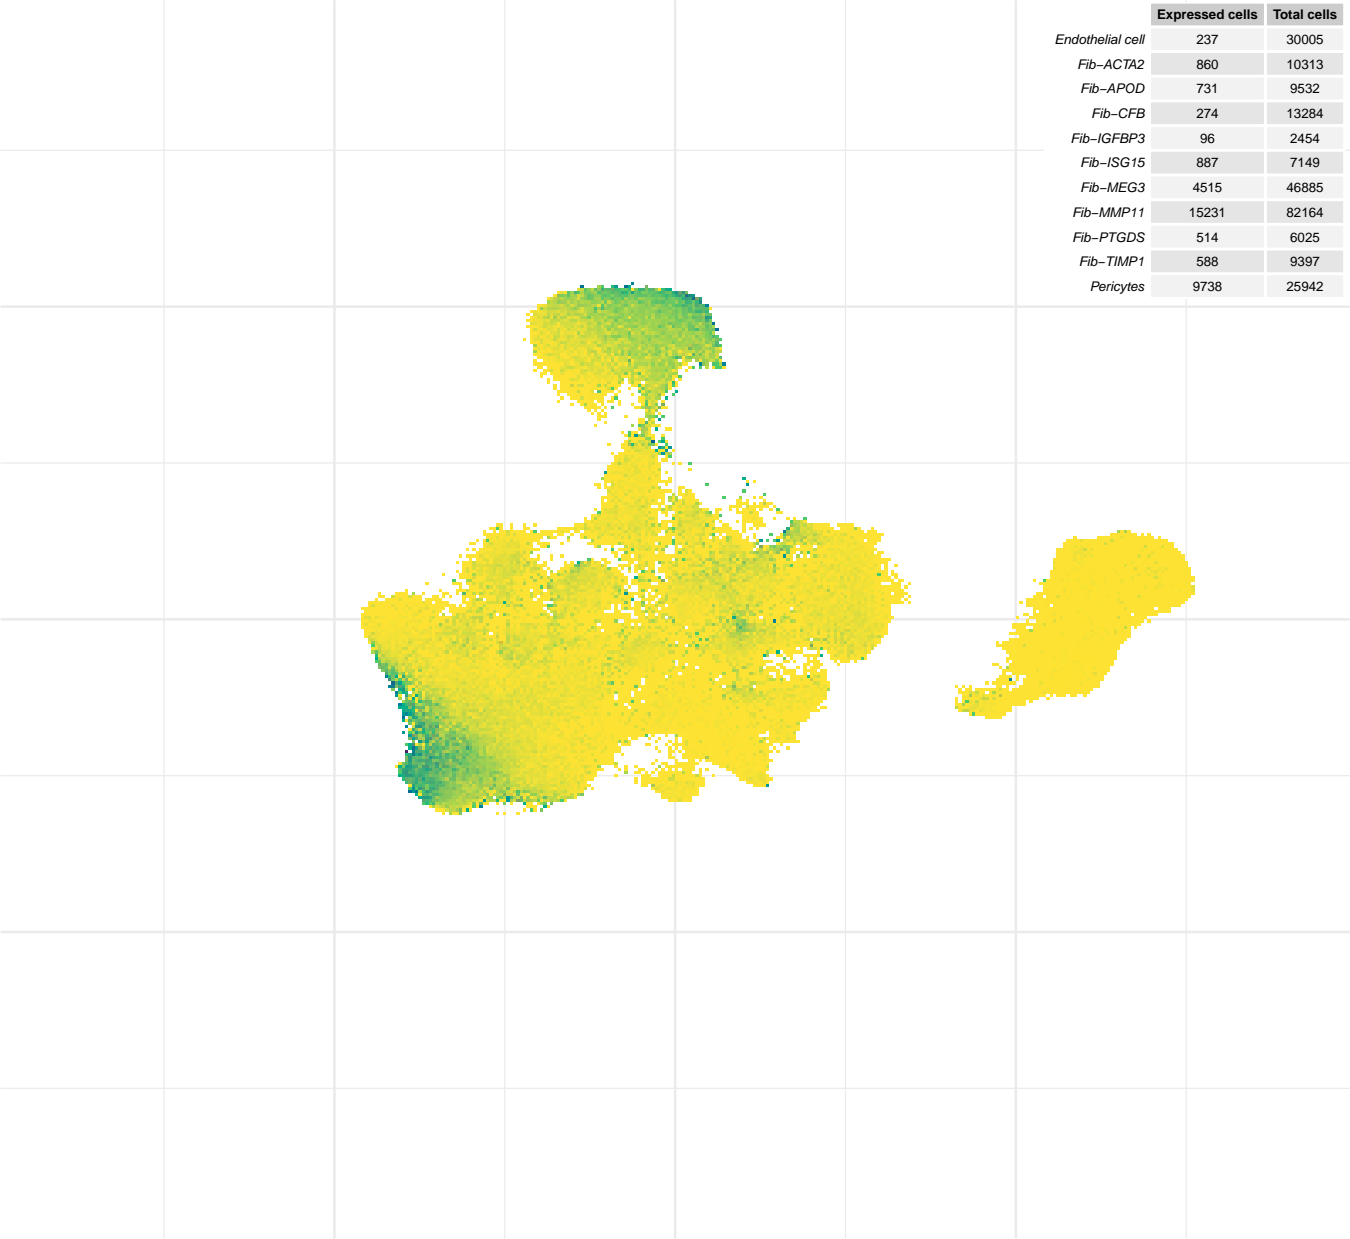 Expressed cells Total cells
Endothelial cell 237 30005
Fib−ACTA2 860 10313
Fib−APOD 731 9532
Fib−CFB 274 13284
Fib−IGFBP3 96 2454
Fib−ISG15 887 7149
Fib−MEG3 4515 46885
Fib−MMP11 15231 82164
Fib−PTGDS 514 6025
Fib−TIMP1 588 9397
Pericytes 9738 25942